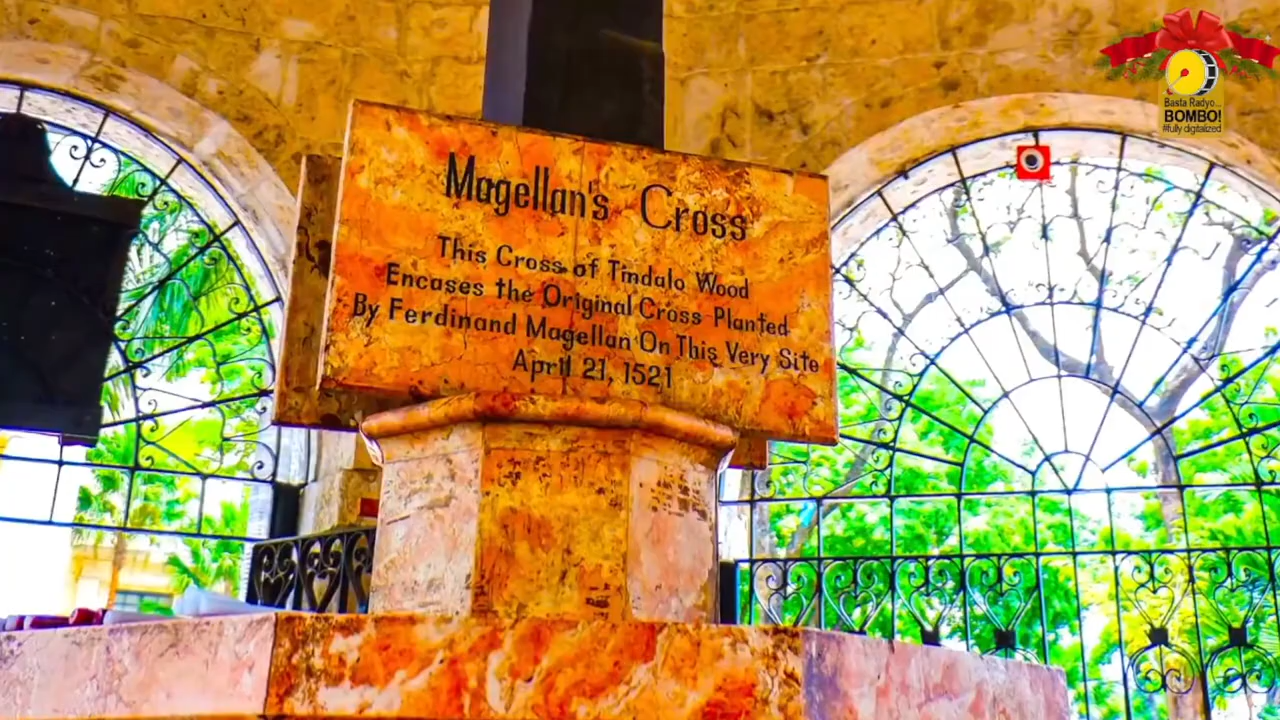 Magellan's Cross
This Cross of Tindalo Wood
Encases the Original Cross Planted
By Ferdinand Magellan On This Very Site
April 21, 1521
Basta Radyo...
BOMBO!
#fully digitalized